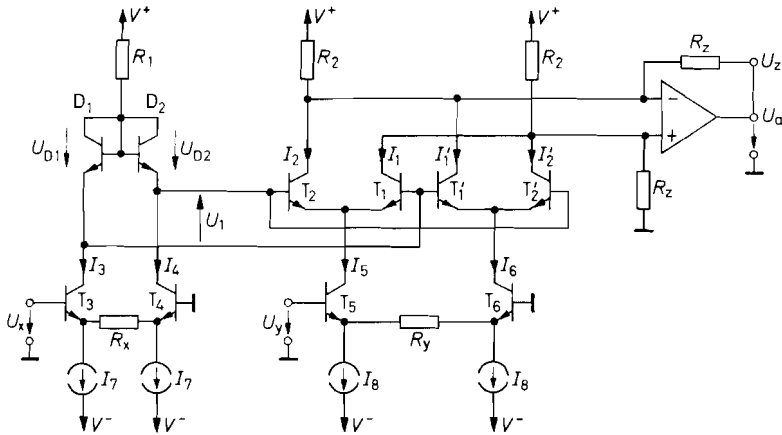 V⁺ V⁺ V⁺
R₁ R₂ R₂ R_z U_z
D₁ D₂ − U_a
U_D1 U_D2 +
I₂ I₁ I₁′ I₂′
T₂ T₁ T₁′ T₂′ R_z
U₁
I₃ I₄ I₅ I₆
T₃ T₄ T₅ T₆
U_x R_x U_y R_y
I₇ I₇ I₈ I₈
V⁻ V⁻ V⁻ V⁻